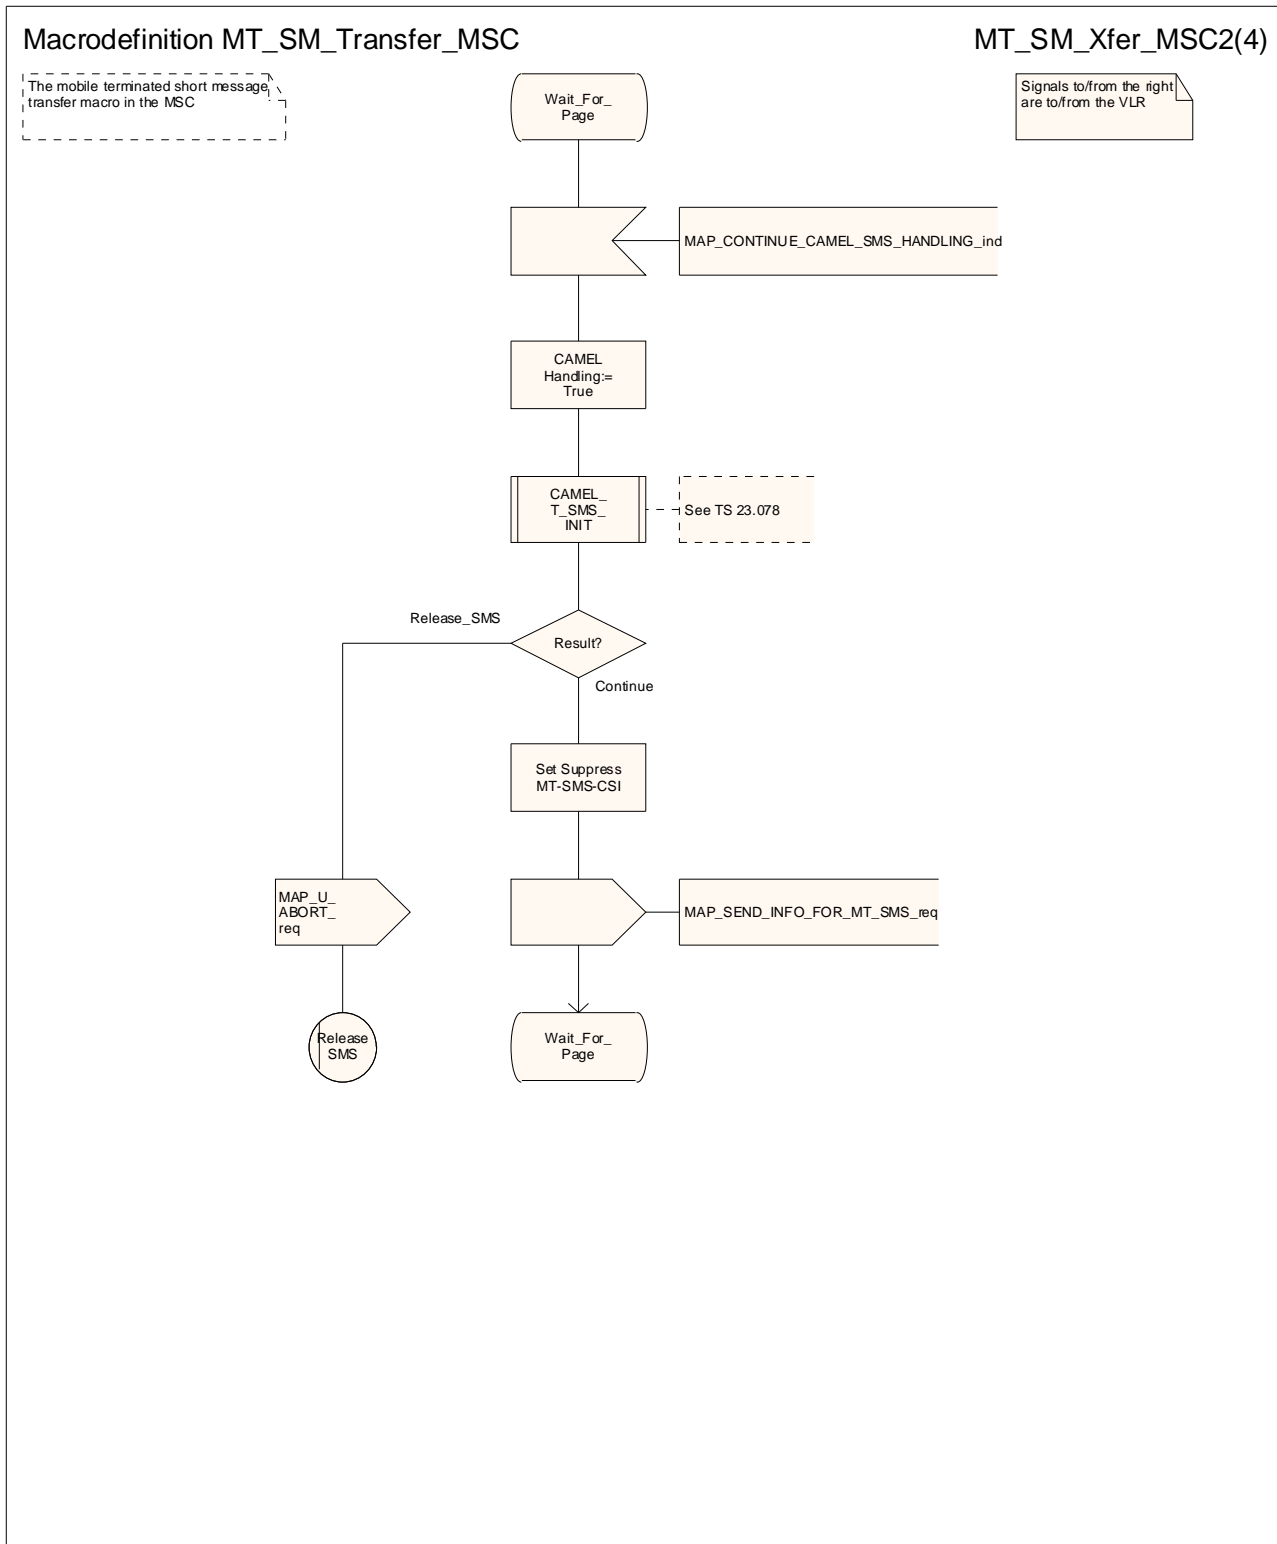 Macrodefinition MT_SM_Transfer_MSC
MT_SM_Xfer_MSC2(4)
The mobile terminated short message
transfer macro in the MSC
Wait_For_
Page
Signals to/from the right
are to/from the VLR
MAP_CONTINUE_CAMEL_SMS_HANDLING_ind
CAMEL
Handling:=
True
CAMEL_
T_SMS_
INIT
See TS 23.078
Release_SMS
Result?
Continue
Set Suppress
MT-SMS-CSI
MAP_U_
ABORT_
req
MAP_SEND_INFO_FOR_MT_SMS_req
Release
SMS
Wait_For_
Page